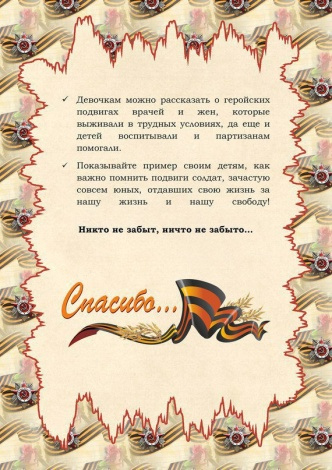 ✓ Девочкам можно рассказать о геройских
подвигах врачей и жен, которые
выживали в трудных условиях, да еще и
детей воспитывали и партизанам
помогали.
✓ Показывайте пример своим детям, как
важно помнить подвиги солдат, зачастую
совсем юных, отдавших свою жизнь за
нашу жизнь и нашу свободу!
Никто не забыт, ничто не забыто...
Спасибо...